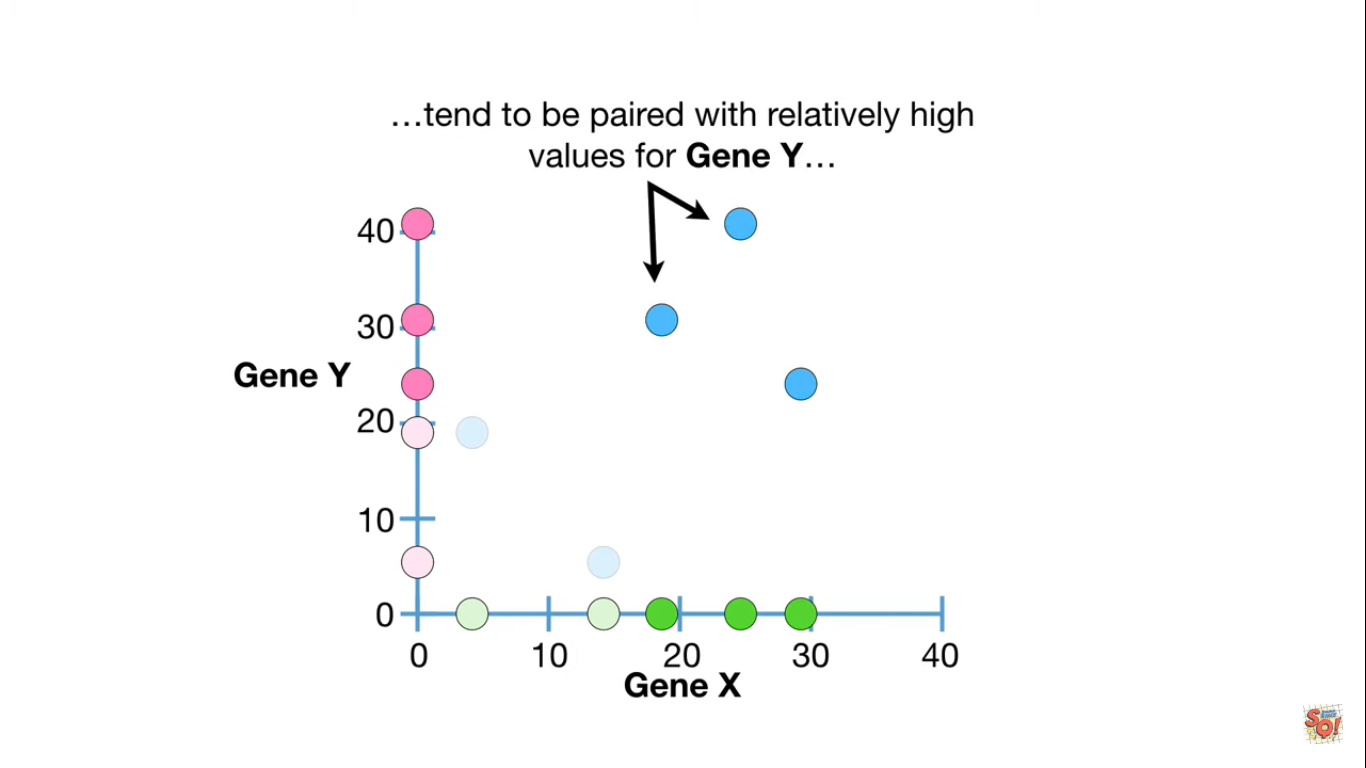 …tend to be paired with relatively high
values for Gene Y…
40
30
Gene Y
20
10
0
0 10 20 30 40
Gene X
SQ!